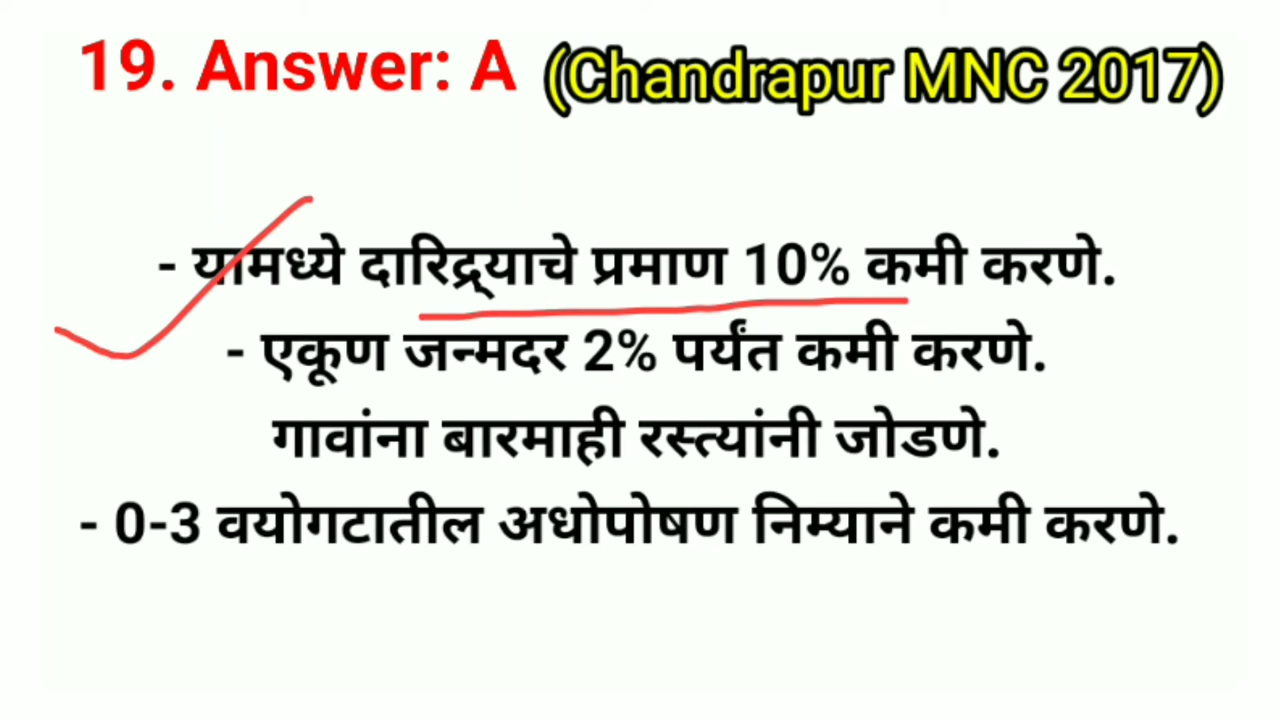 19. Answer: A (Chandrapur MNC 2017)
- यामध्ये दारिद्र्याचे प्रमाण 10% कमी करणे.
- एकूण जन्मदर 2% पर्यंत कमी करणे.
गावांना बारमाही रस्त्यांनी जोडणे.
- 0-3 वयोगटातील अधोपोषण निम्याने कमी करणे.